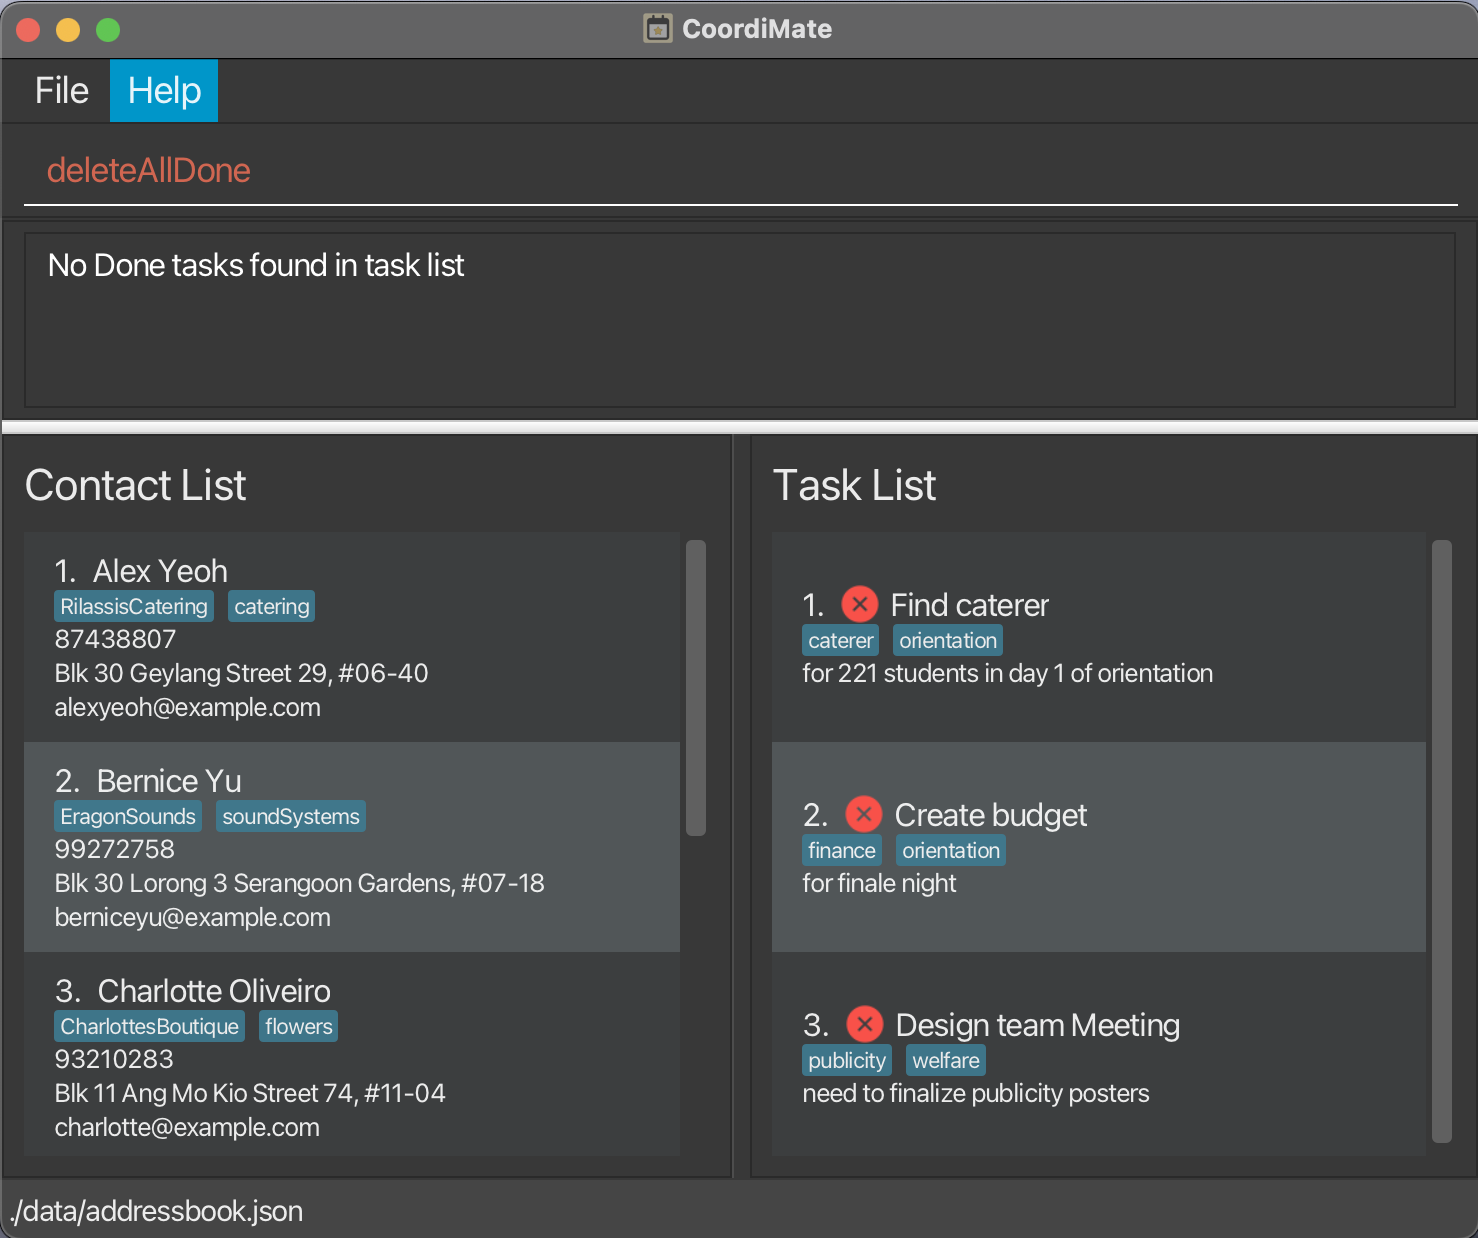 CoordiMate
File Help
deleteAllDone
No Done tasks found in task list
Contact List
1. Alex Yeoh
RilassisCatering catering
87438807
Blk 30 Geylang Street 29, #06-40
alexyeoh@example.com
2. Bernice Yu
EragonSounds soundSystems
99272758
Blk 30 Lorong 3 Serangoon Gardens, #07-18
berniceyu@example.com
3. Charlotte Oliveiro
CharlottesBoutique flowers
93210283
Blk 11 Ang Mo Kio Street 74, #11-04
charlotte@example.com
Task List
1. Find caterer
caterer orientation
for 221 students in day 1 of orientation
2. Create budget
finance orientation
for finale night
3. Design team Meeting
publicity welfare
need to finalize publicity posters
./data/addressbook.json